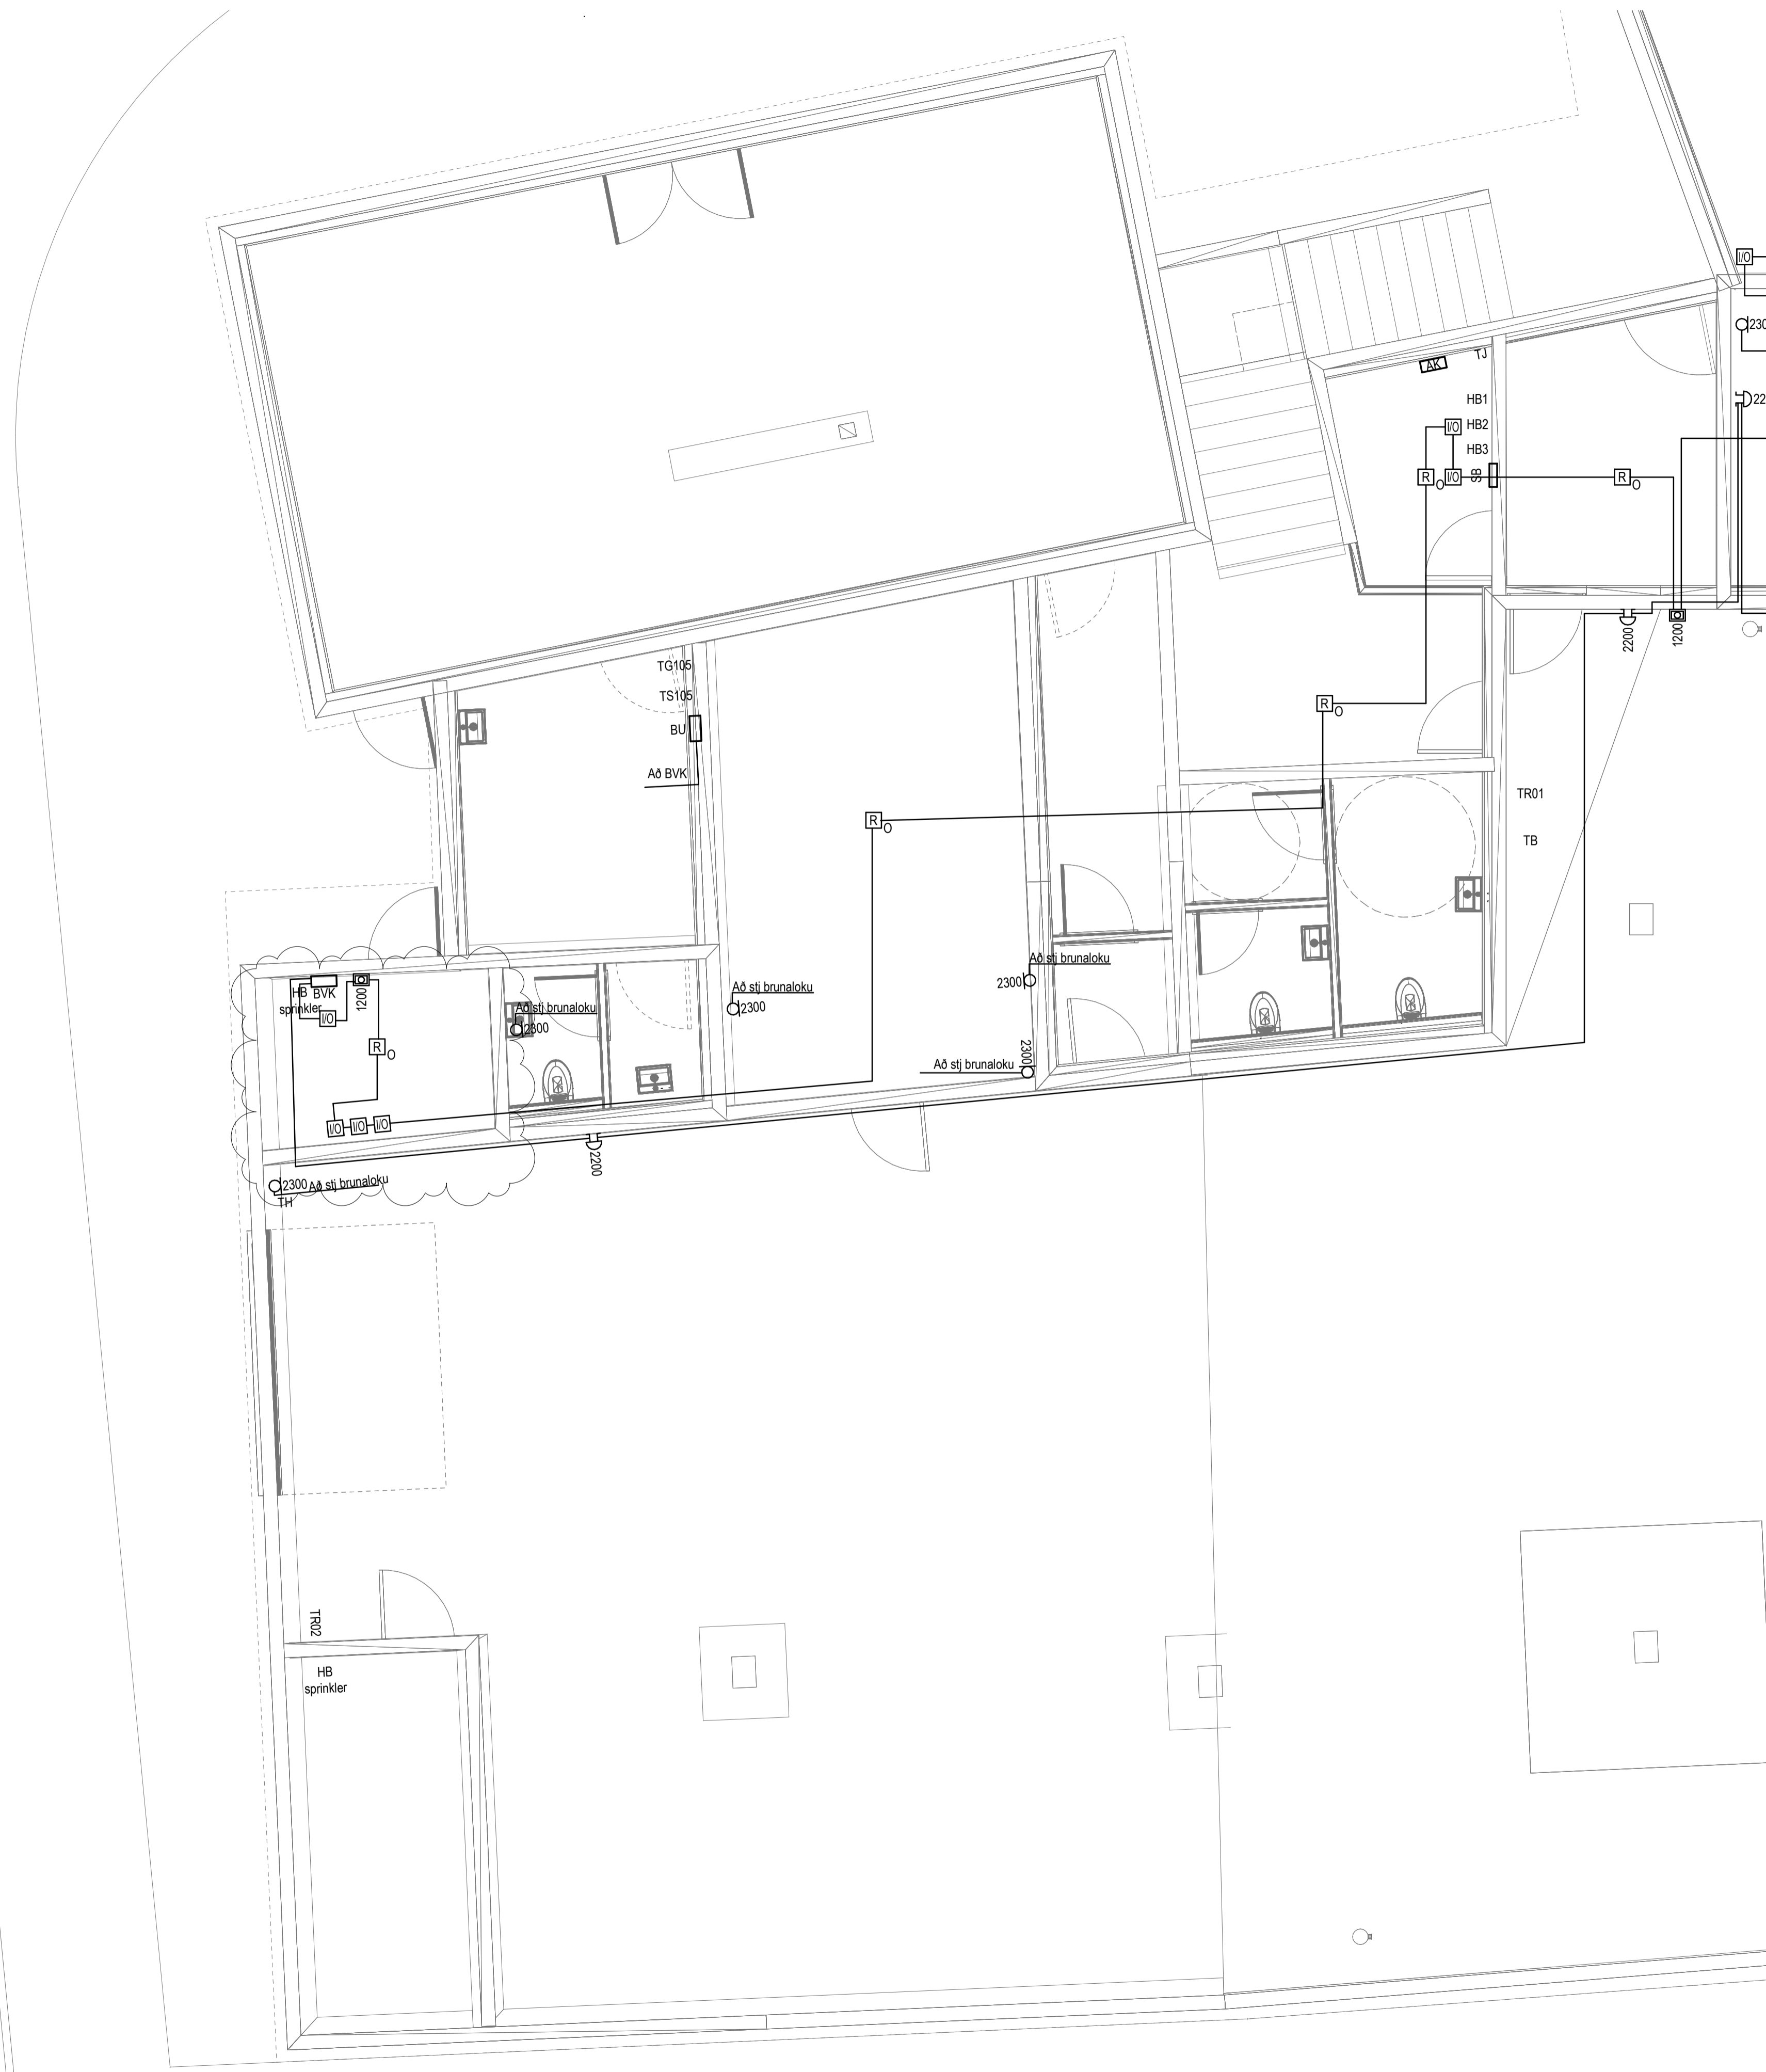 I/O
230
TJ
AK
22
HB1
I/O
HB2
HB3
R
O
I/O
SB
R
O
2200
1200
TG105
TS105
R
O
BU
Að BVK
TR01
R
O
TB
Að stj brunaloku
2300
Að stj brunaloku
2300
HB
BVK
sprinkler
1200
I/O
Að stj brunaloku
2300
R
O
2300
Að stj brunaloku
I/O
I/O
I/O
2200
2300
Að stj brunaloku
TH
TR02
HB
sprinkler